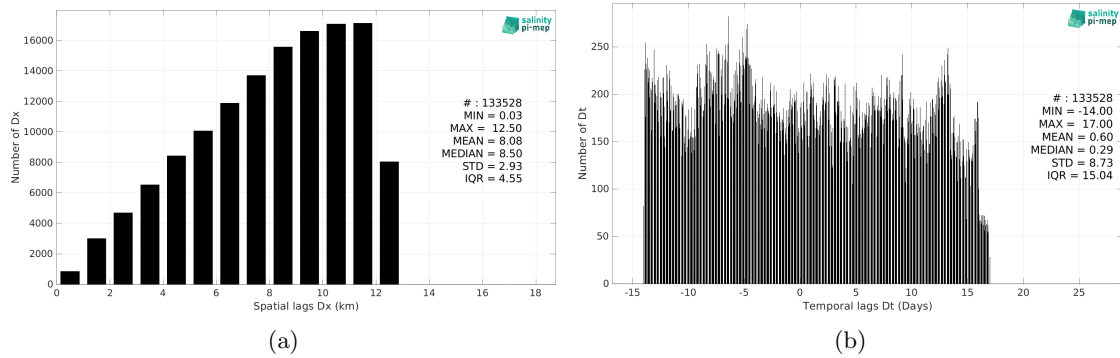 salinity
pi-mep
16000
14000
12000
10000
8000
6000
4000
2000
0
Number of Dx
# : 133528
MIN = 0.03
MAX = 12.50
MEAN = 8.08
MEDIAN = 8.50
STD = 2.93
IQR = 4.55
0 2 4 6 8 10 12 14 16 18
Spatial lags Dx (km)
(a)
salinity
pi-mep
250
200
150
100
50
0
Number of Dt
# : 133528
MIN = -14.00
MAX = 17.00
MEAN = 0.60
MEDIAN = 0.29
STD = 8.73
IQR = 15.04
-15 -10 -5 0 5 10 15 20 25
Temporal lags Dt (Days)
(b)